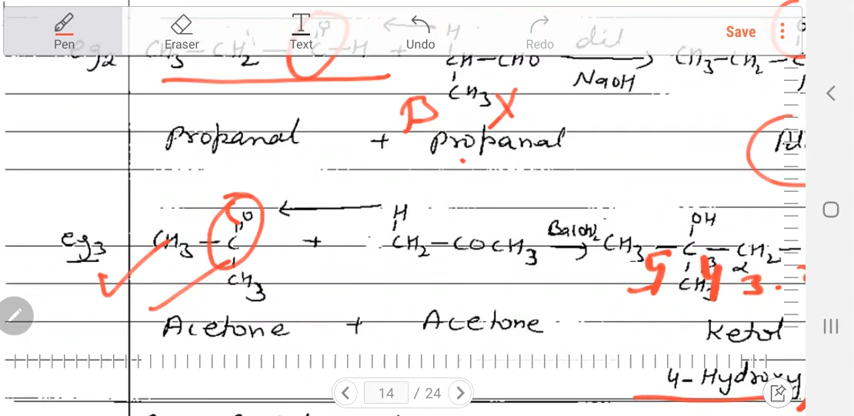 Pen Eraser Text Undo Redo Save
eg2 CH3 - CH2 - C - H + H dil
CH - CHO NaOH CH3-CH2-
CH3
B X
Propanal + Propanal
H OH
eg3 CH3 - C O + CH2 - COCH3 Ba(OH)2 CH3 - C - CH2 -
β α
CH3 CH3
5 4 3
Acetone + Acetone Ketol
4-Hydroxy
14 / 24